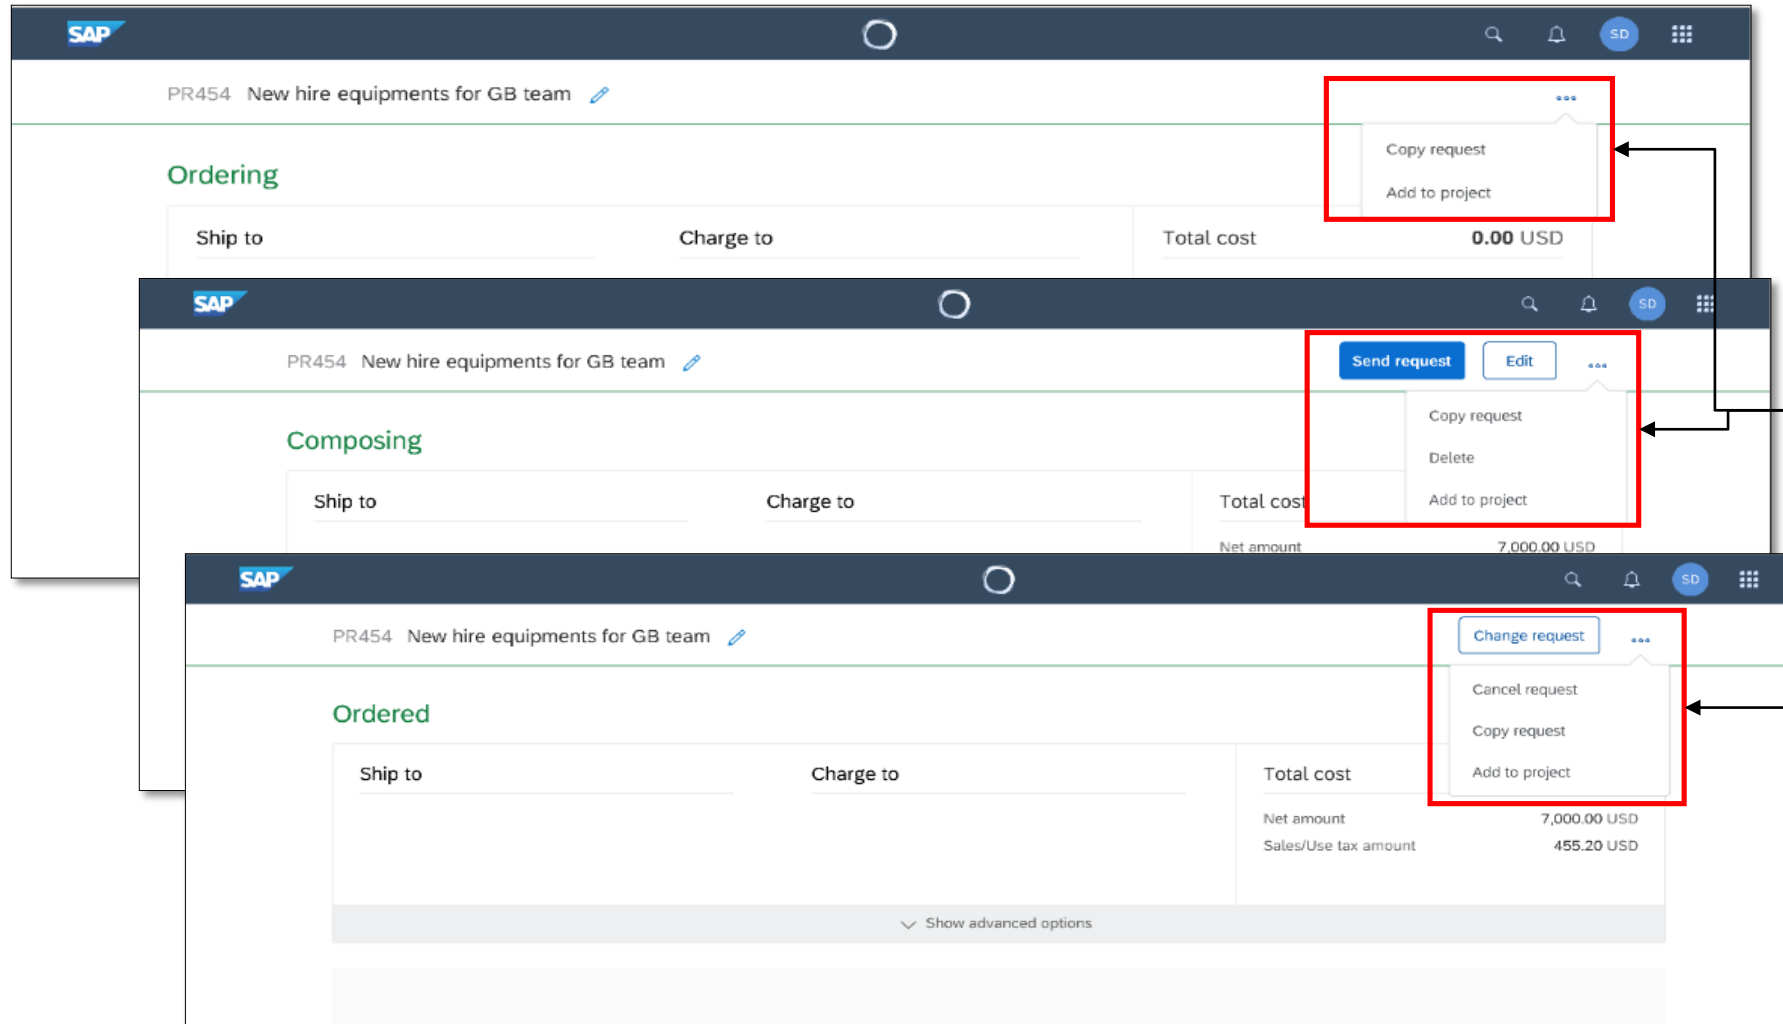 SAP
SD
PR454 New hire equipments for GB team
Copy request
Add to project
Ordering
Ship to
Charge to
Total cost 0.00 USD
SAP
SD
PR454 New hire equipments for GB team
Send request
Edit
Copy request
Delete
Add to project
Composing
Ship to
Charge to
Total cost
Net amount 7,000.00 USD
SAP
SD
PR454 New hire equipments for GB team
Change request
Cancel request
Copy request
Add to project
Ordered
Ship to
Charge to
Total cost
Net amount 7,000.00 USD
Sales/Use tax amount 455.20 USD
Show advanced options